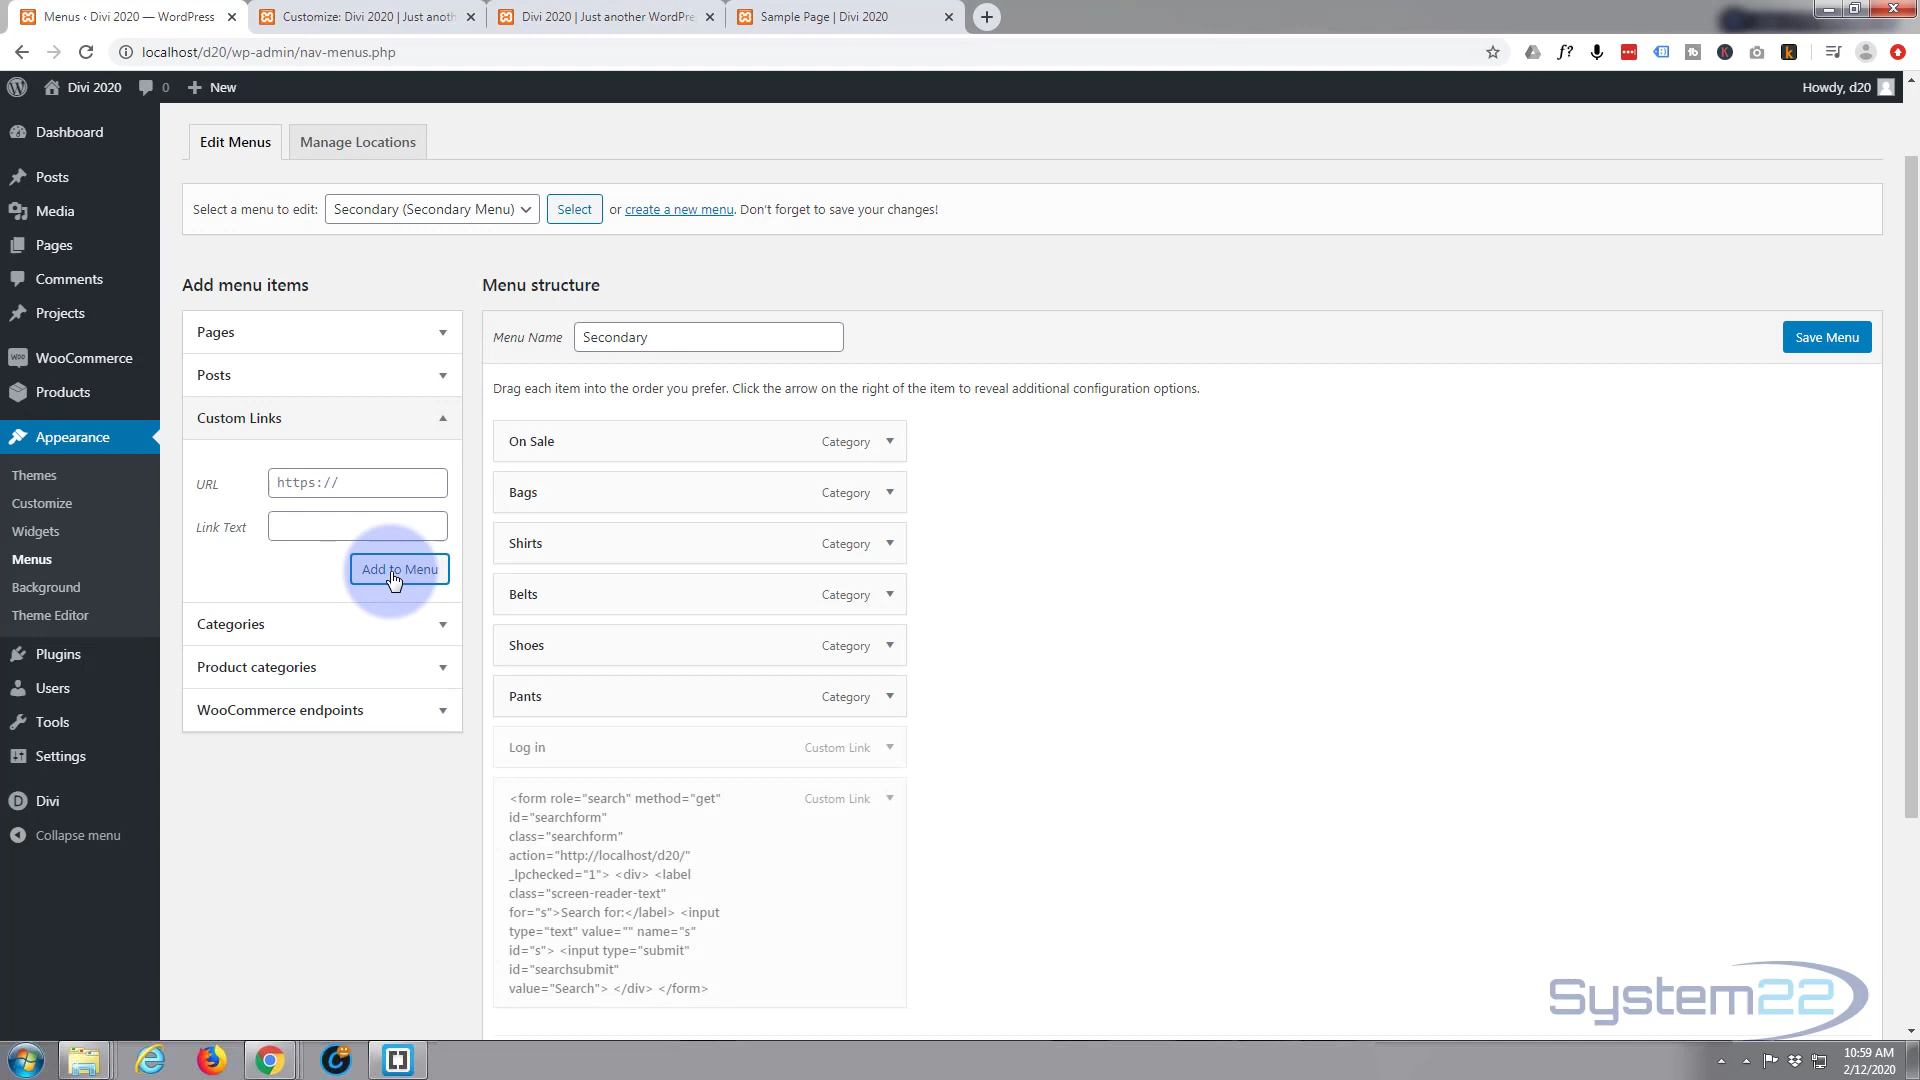 Menus ‹ Divi 2020 — WordPress
Customize: Divi 2020 | Just anoth
Divi 2020 | Just another WordPre
Sample Page | Divi 2020
localhost/d20/wp-admin/nav-menus.php
Divi 2020
0
New
Howdy, d20
Dashboard
Posts
Media
Pages
Comments
Projects
WooCommerce
Products
Appearance
Themes
Customize
Widgets
Menus
Background
Theme Editor
Plugins
Users
Tools
Settings
Divi
Collapse menu
Edit Menus
Manage Locations
Select a menu to edit: Secondary (Secondary Menu) Select or create a new menu. Don't forget to save your changes!
Add menu items
Pages
Posts
Custom Links
URL https://
Link Text
Add to Menu
Categories
Product categories
WooCommerce endpoints
Menu structure
Menu Name Secondary
Save Menu
Drag each item into the order you prefer. Click the arrow on the right of the item to reveal additional configuration options.
On Sale Category
Bags Category
Shirts Category
Belts Category
Shoes Category
Pants Category
Log in Custom Link
<form role="search" method="get" Custom Link
id="searchform"
class="searchform"
action="http://localhost/d20/"
_lpchecked="1"> <div> <label
class="screen-reader-text"
for="s">Search for:</label> <input
type="text" value="" name="s"
id="s"> <input type="submit"
id="searchsubmit"
value="Search"> </div> </form>
System22
10:59 AM
2/12/2020